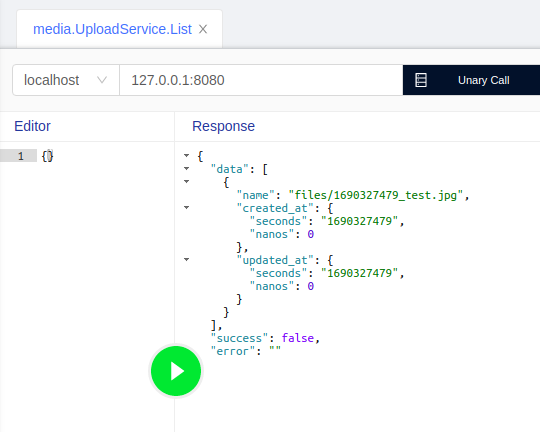 media.UploadService.List
localhost 127.0.0.1:8080 Unary Call
Editor Response
1 {}
{
"data": [
{
"name": "files/1690327479_test.jpg",
"created_at": {
"seconds": "1690327479",
"nanos": 0
},
"updated_at": {
"seconds": "1690327479",
"nanos": 0
}
}
],
"success": false,
"error": ""